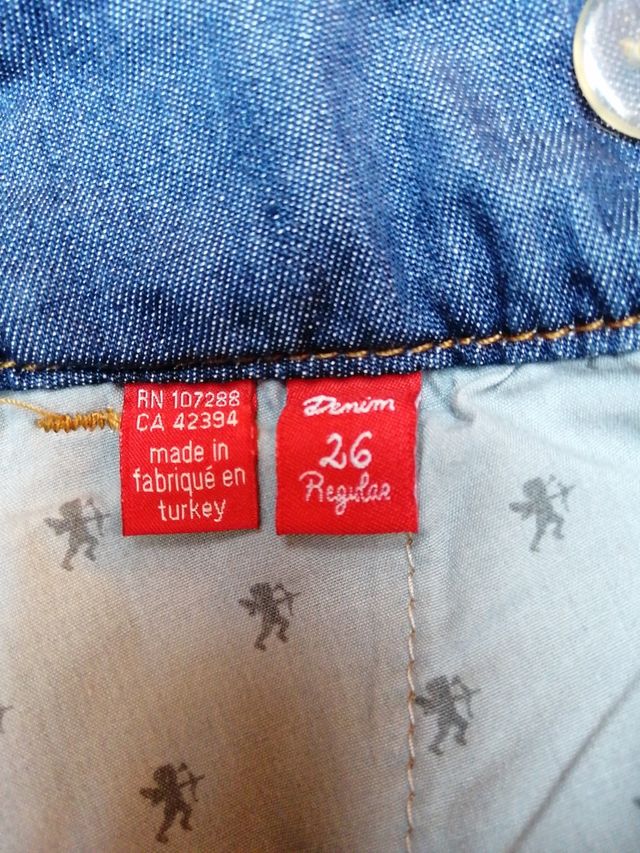 RN 107288
CA 42394
made in
fabriqué en
turkey
Denim
26
Regular